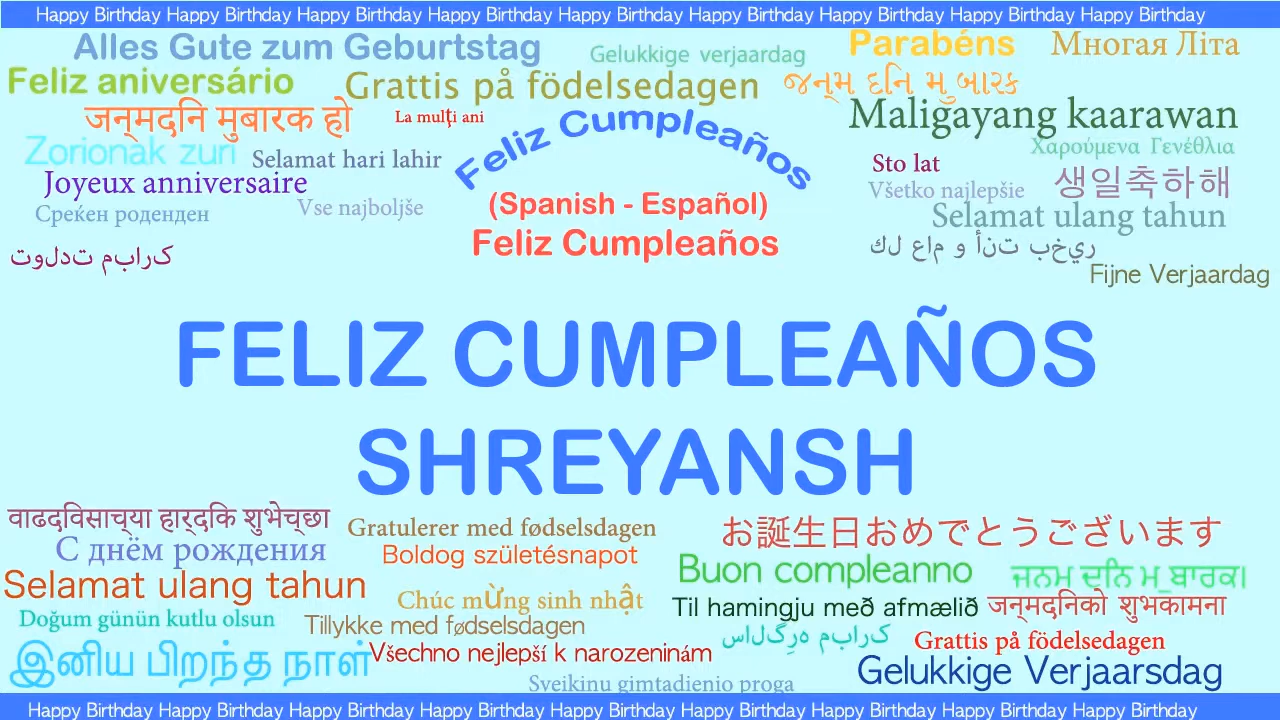 Happy Birthday Happy Birthday Happy Birthday Happy Birthday Happy Birthday Happy Birthday Happy Birthday Happy Birthday Happy Birthday
Alles Gute zum Geburtstag
Gelukkige verjaardag
Parabéns
Многая Літа
Feliz aniversário
Grattis på födelsedagen
જન્મ દિન મુબારક
जन्मदिन मुबारक हो
La mulţi ani
Feliz Cumpleaños
Maligayang kaarawan
Zorionak zuri
Selamat hari lahir
Χαρούμενα Γενέθλια
Sto lat
Joyeux anniversaire
Všetko najlepšie
생일축하해
(Spanish - Español)
Среќен роденден
Vse najboljše
Selamat ulang tahun
Feliz Cumpleaños
تولدت مبارک
كل عام و أنت بخير
Fijne Verjaardag
FELIZ CUMPLEAÑOS
SHREYANSH
वाढदिवसाच्या हार्दिक शुभेच्छा
Gratulerer med fødselsdagen
お誕生日おめでとうございます
С днём рождения
Boldog születésnapot
Buon compleanno
ਜਨਮ ਦਿਨ ਮੁਬਾਰਕ।
Selamat ulang tahun
Chúc mừng sinh nhật
Til hamingju með afmælið
जन्मदिनको शुभकामना
Doğum günün kutlu olsun
Tillykke med fødselsdagen
سالگرہ مبارک
Grattis på födelsedagen
இனிய பிறந்த நாள்
Všechno nejlepší k narozeninám
Gelukkige Verjaarsdag
Sveikinu gimtadienio proga
Happy Birthday Happy Birthday Happy Birthday Happy Birthday Happy Birthday Happy Birthday Happy Birthday Happy Birthday Happy Birthday